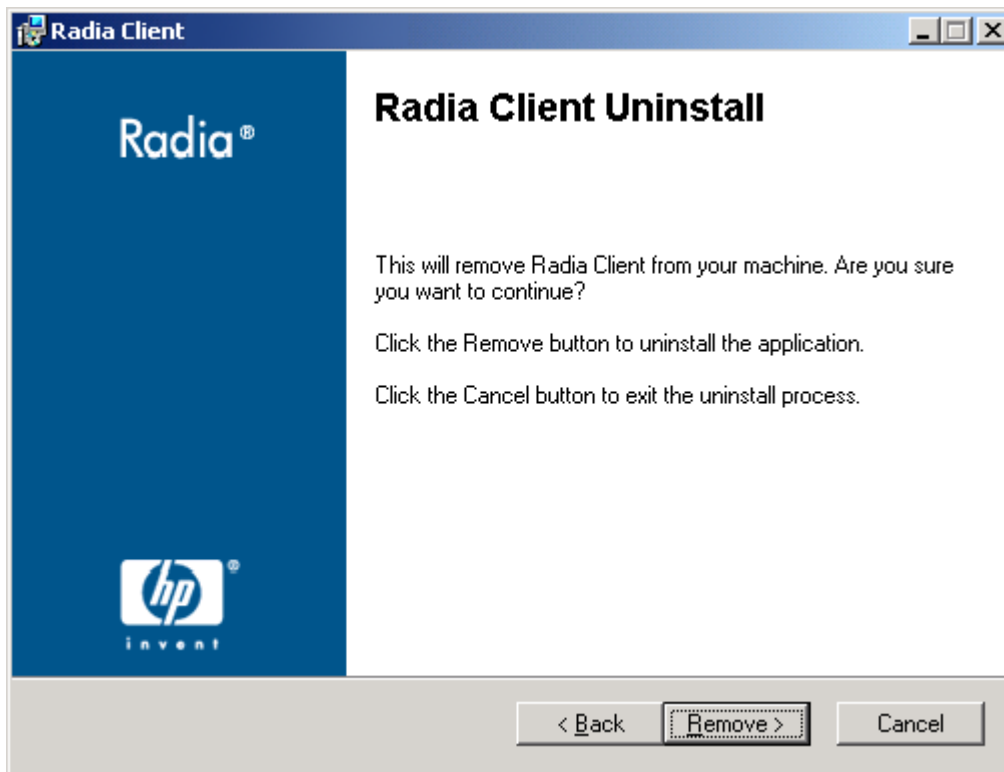 Radia Client
Radia®
Radia Client Uninstall
This will remove Radia Client from your machine. Are you sure
you want to continue?
Click the Remove button to uninstall the application.
Click the Cancel button to exit the uninstall process.
hp®
invent
< Back
Remove >
Cancel